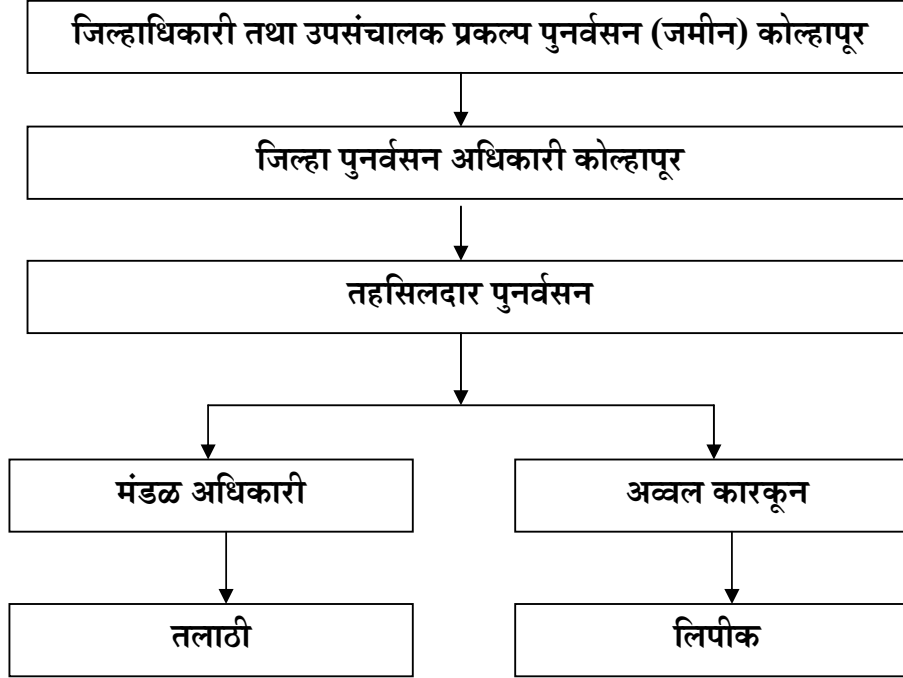 जिल्हाधिकारी तथा उपसंचालक प्रकल्प पुनर्वसन (जमीन) कोल्हापूर
जिल्हा पुनर्वसन अधिकारी कोल्हापूर
तहसिलदार पुनर्वसन
मंडळ अधिकारी
अव्वल कारकून
तलाठी
लिपीक